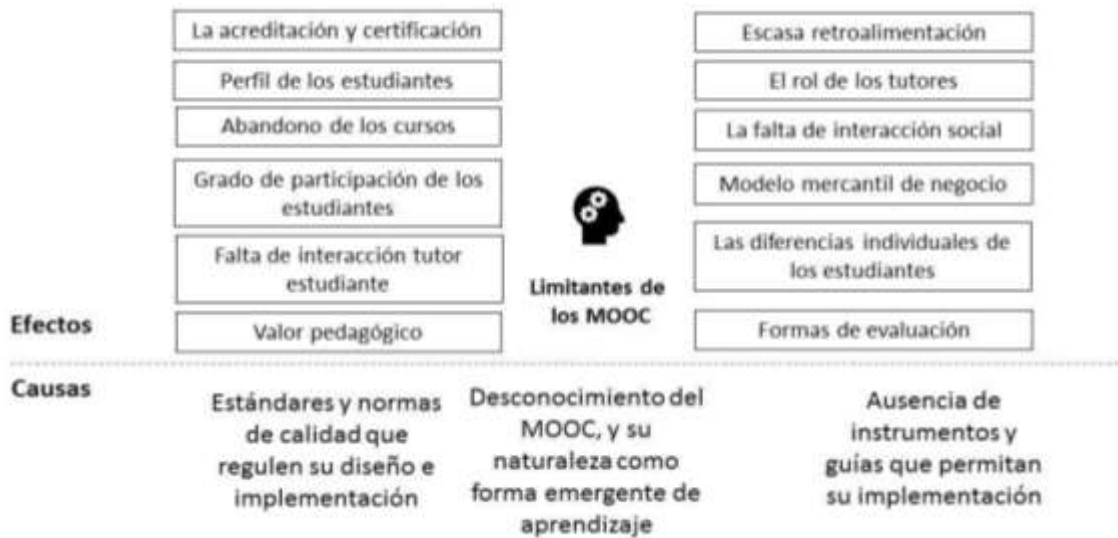 La acreditación y certificación
Perfil de los estudiantes
Abandono de los cursos
Grado de participación de los
estudiantes
Falta de interacción tutor
estudiante
Valor pedagógico
Limitantes de
los MOOC
Escasa retroalimentación
El rol de los tutores
La falta de interacción social
Modelo mercantil de negocio
Las diferencias individuales de
los estudiantes
Formas de evaluación
Efectos
Causas
Estándares y normas
de calidad que
regulen su diseño e
implementación
Desconocimiento del
MOOC, y su
naturaleza como
forma emergente de
aprendizaje
Ausencia de
instrumentos y
guías que permitan
su implementación